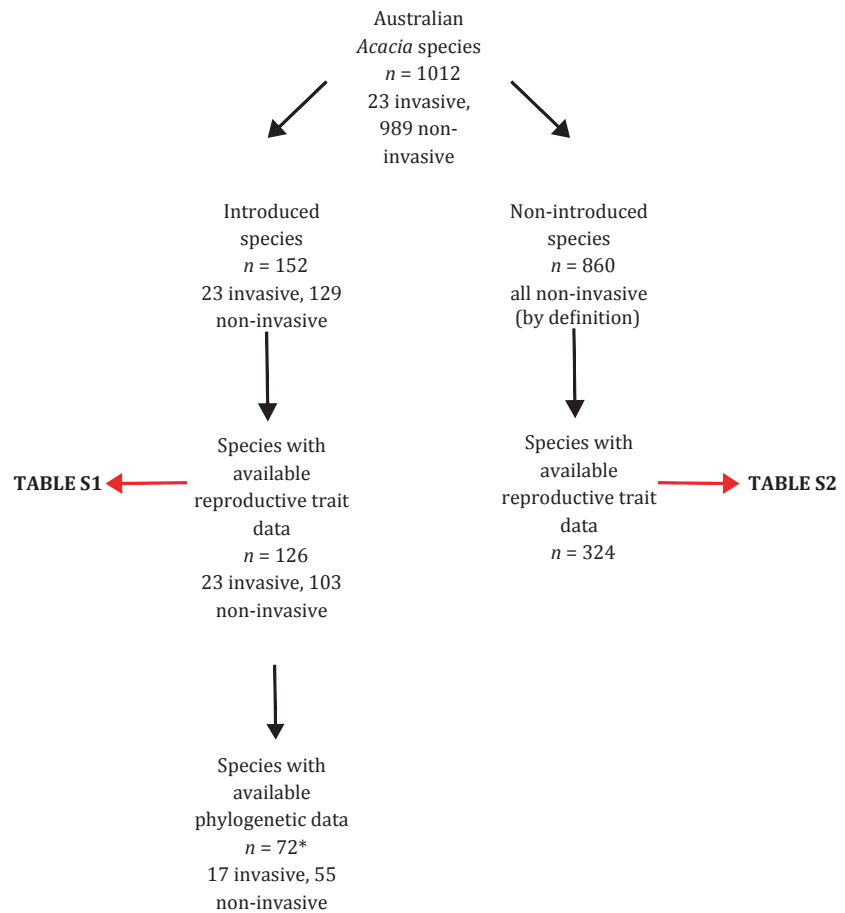 Australian
Acacia species
n = 1012
23 invasive,
989 non-
invasive
Introduced
species
n = 152
23 invasive, 129
non-invasive
Non-introduced
species
n = 860
all non-invasive
(by definition)
TABLE S1
Species with
available
reproductive trait
data
n = 126
23 invasive, 103
non-invasive
Species with
available
reproductive trait
data
n = 324
TABLE S2
Species with
available
phylogenetic data
n = 72*
17 invasive, 55
non-invasive